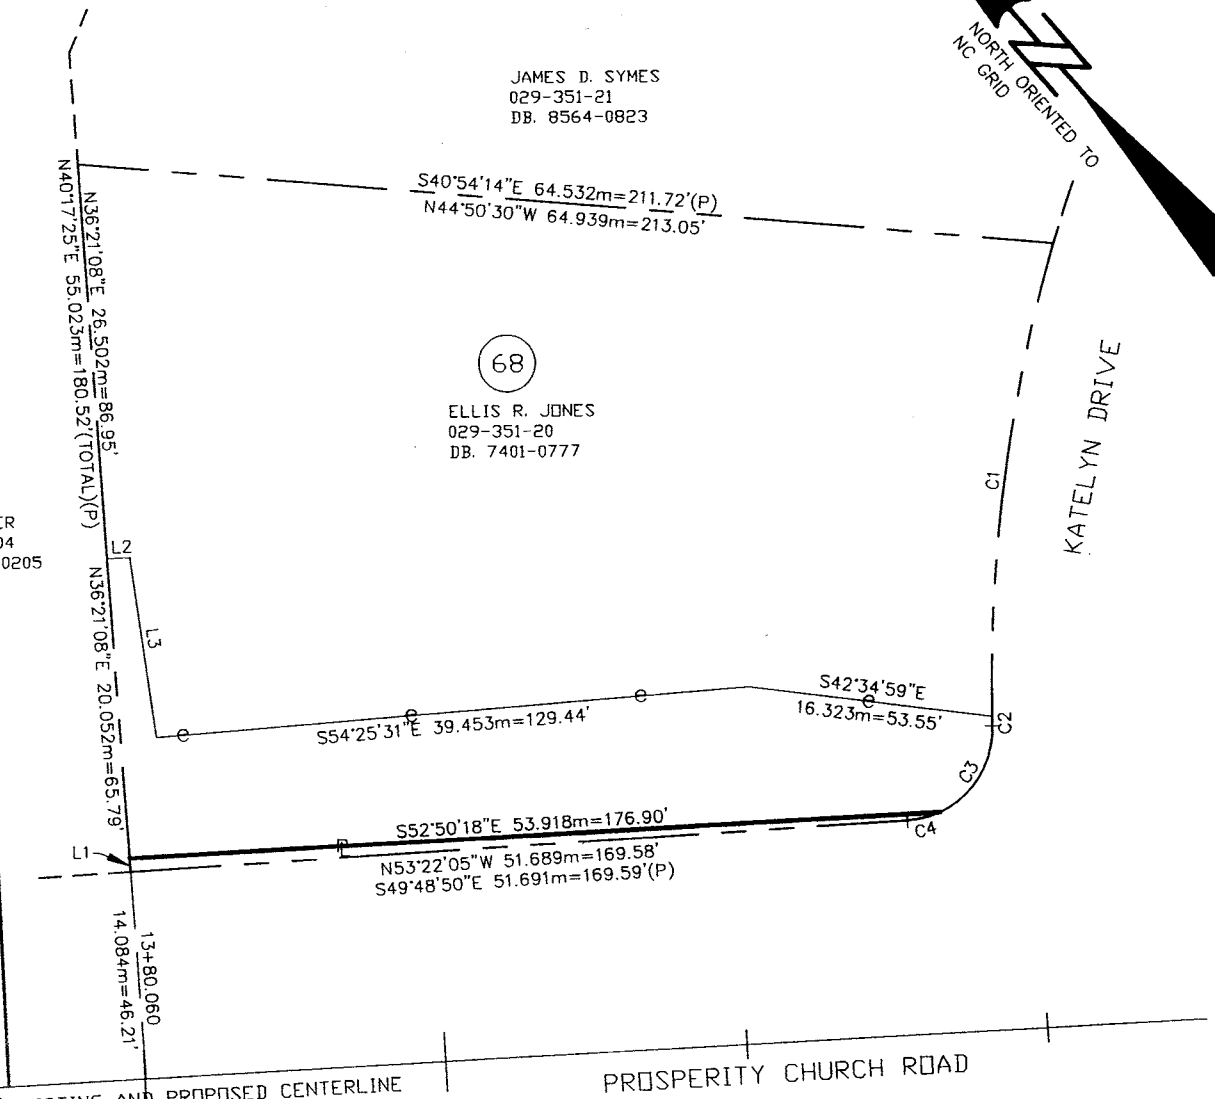 JAMES D. SYMES
029-351-21
DB. 8564-0823
NORTH ORIENTED TO
NC GRID
S40°54'14"E 64.532m=211.72'(P)
N44°50'30"W 64.939m=213.05'
N36°21'08"E 26.502m=86.95'
N40°17'25"E 55.023m=180.52'(TOTAL)(P)
68
ELLIS R. JONES
029-351-20
DB. 7401-0777
KATELYN DRIVE
C1
04
0205
L2
L3
N36°21'08"E 20.052m=65.79'
S54°25'31"E 39.453m=129.44'
e
e
e
e
S42°34'59"E
16.323m=53.55'
C2
C3
C4
S52°50'18"E 53.918m=176.90'
N53°22'05"W 51.689m=169.58'
S49°48'50"E 51.691m=169.59'(P)
L1
13+80.060
14.084m=46.21'
AND PROPOSED CENTERLINE
PROSPERITY CHURCH ROAD